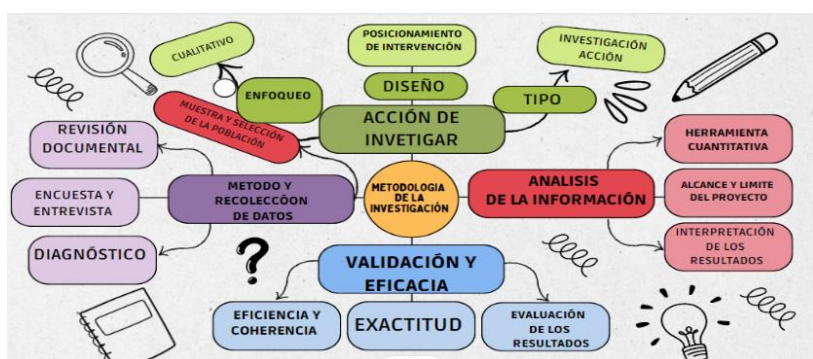 POSICIONAMIENTO
DE INTERVENCIÓN
CUALITATIVO
INVESTIGACIÓN
ACCIÓN
ENFOQUEO
DISEÑO
TIPO
MUESTRA Y SELECCIÓN
DE LA POBLACIÓN
ACCIÓN DE
INVETIGAR
REVISIÓN
DOCUMENTAL
HERRAMIENTA
CUANTITATIVA
ENCUESTA Y
ENTREVISTA
METODO Y
RECOLECCÖON
DE DATOS
METODOLOGIA
DE LA
INVESTIGACIÓN
ANALISIS
DE LA INFORMACIÓN
ALCANCE Y LIMITE
DEL PROYECTO
DIAGNÓSTICO
INTERPRETACIÓN
DE LOS
RESULTADOS
VALIDACIÓN Y
EFICACIA
EFICIENCIA Y
COHERENCIA
EXACTITUD
EVALUACIÓN
DE LOS
RESULTADOS